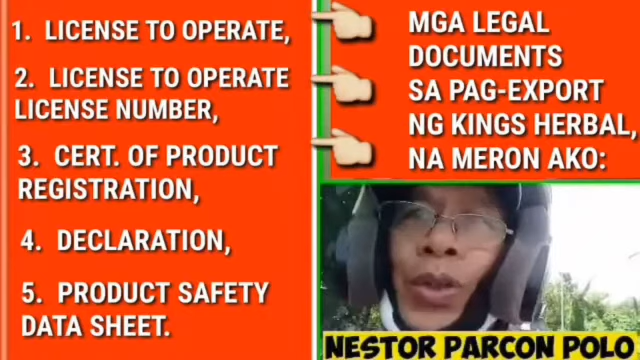 1. LICENSE TO OPERATE,
2. LICENSE TO OPERATE
LICENSE NUMBER,
3. CERT. OF PRODUCT
REGISTRATION,
4. DECLARATION,
5. PRODUCT SAFETY
DATA SHEET.
MGA LEGAL
DOCUMENTS
SA PAG-EXPORT
NG KINGS HERBAL,
NA MERON AKO:
NESTOR PARCON POLO